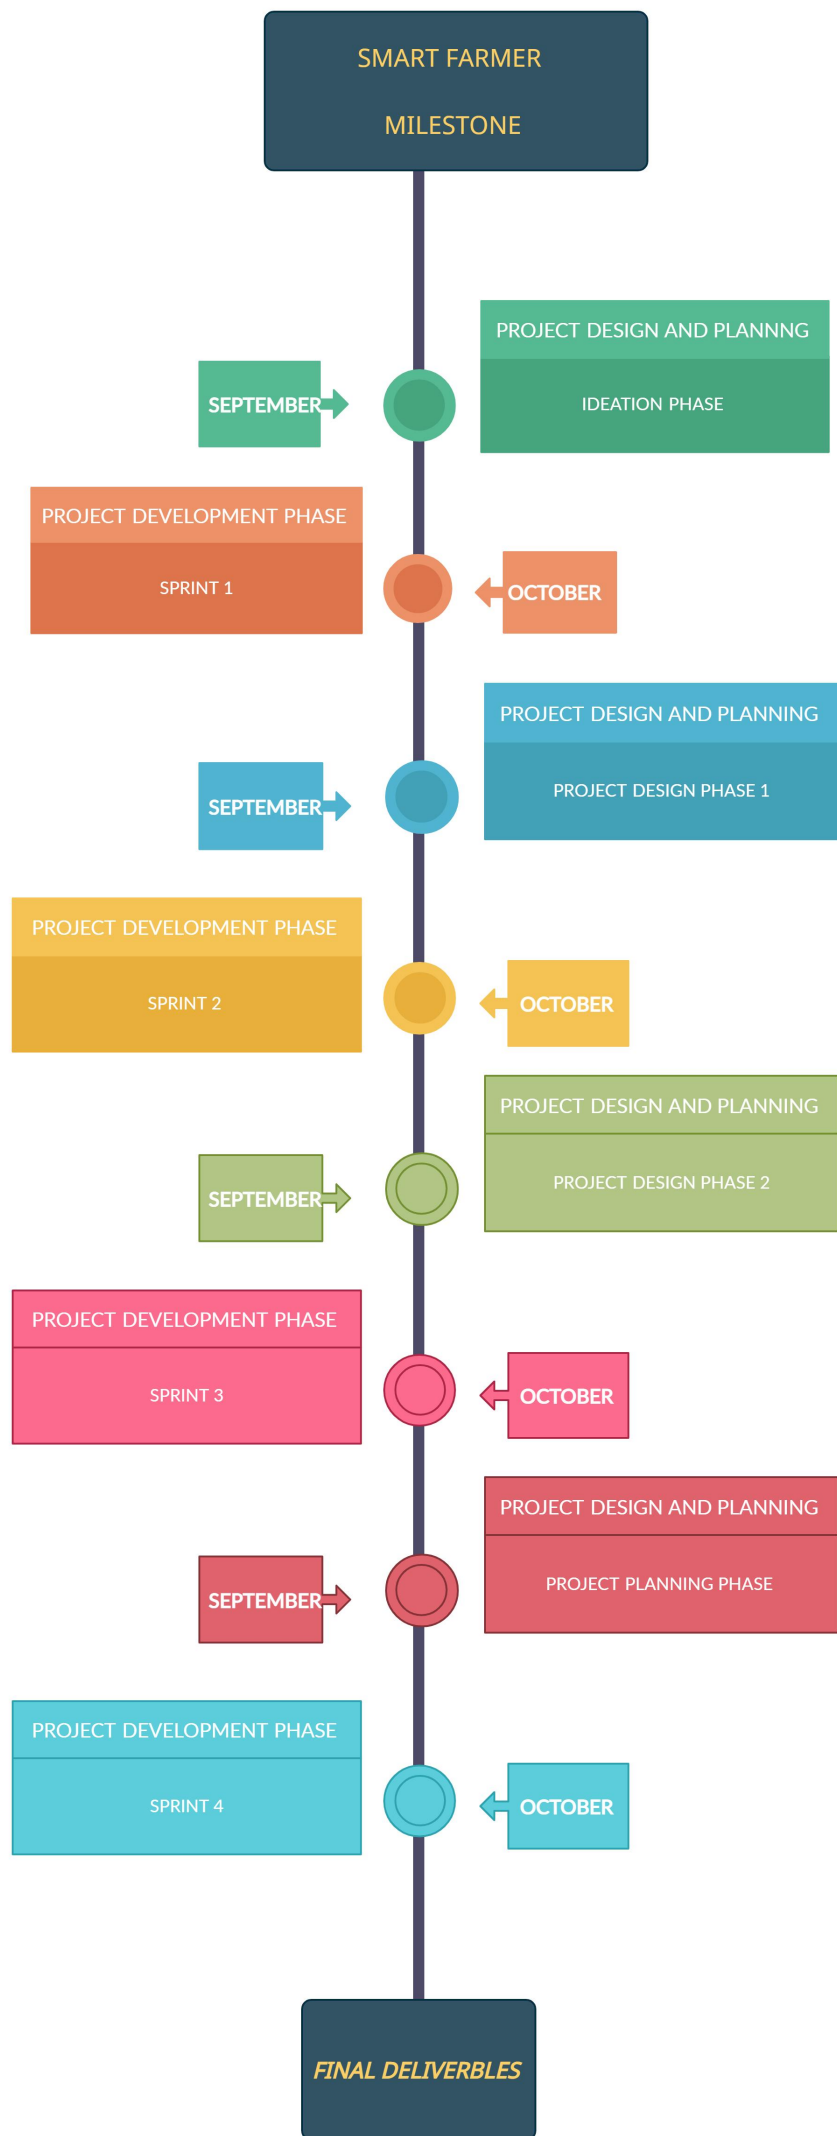 SMART FARMER
MILESTONE
PROJECT DESIGN AND PLANNNG
SEPTEMBER
IDEATION PHASE
PROJECT DEVELOPMENT PHASE
SPRINT 1
OCTOBER
PROJECT DESIGN AND PLANNING
SEPTEMBER
PROJECT DESIGN PHASE 1
PROJECT DEVELOPMENT PHASE
SPRINT 2
OCTOBER
PROJECT DESIGN AND PLANNING
SEPTEMBER
PROJECT DESIGN PHASE 2
PROJECT DEVELOPMENT PHASE
SPRINT 3
OCTOBER
PROJECT DESIGN AND PLANNING
SEPTEMBER
PROJECT PLANNING PHASE
PROJECT DEVELOPMENT PHASE
SPRINT 4
OCTOBER
FINAL DELIVERBLES